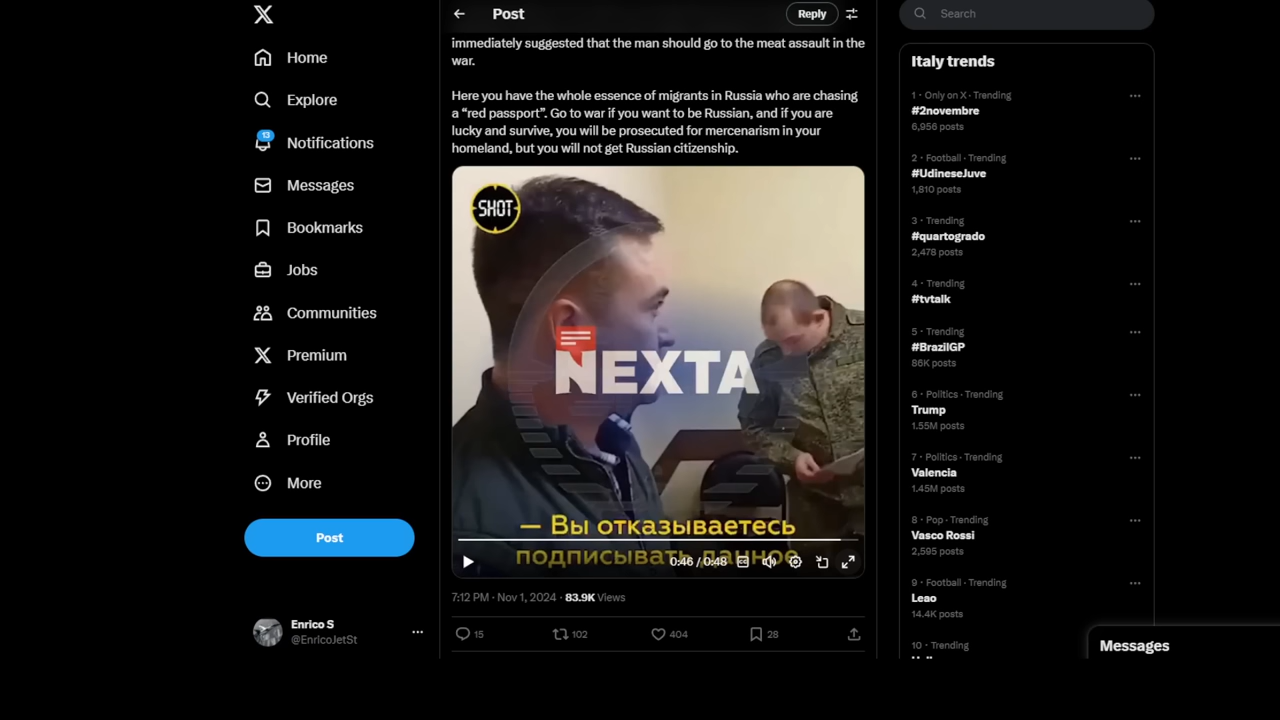 Home
Explore
13
Notifications
Messages
Bookmarks
Jobs
Communities
Premium
Verified Orgs
Profile
More
Post
Enrico S
@EnricoJetSt
Post
Reply
immediately suggested that the man should go to the meat assault in the
war.
Here you have the whole essence of migrants in Russia who are chasing
a “red passport”. Go to war if you want to be Russian, and if you are
lucky and survive, you will be prosecuted for mercenarism in your
homeland, but you will not get Russian citizenship.
SHOT
NEXTA
— Вы отказываетесь
подписывать данное
0:46 / 0:48
7:12 PM · Nov 1, 2024 · 83.9K Views
15
102
404
28
Search
Italy trends
1 · Only on X · Trending
#2novembre
6,956 posts
2 · Football · Trending
#UdineseJuve
1,810 posts
3 · Trending
#quartogrado
2,478 posts
4 · Trending
#tvtalk
5 · Trending
#BrazilGP
86K posts
6 · Politics · Trending
Trump
1.55M posts
7 · Politics · Trending
Valencia
1.45M posts
8 · Pop · Trending
Vasco Rossi
2,595 posts
9 · Football · Trending
Leao
14.4K posts
10 · Trending
Messages